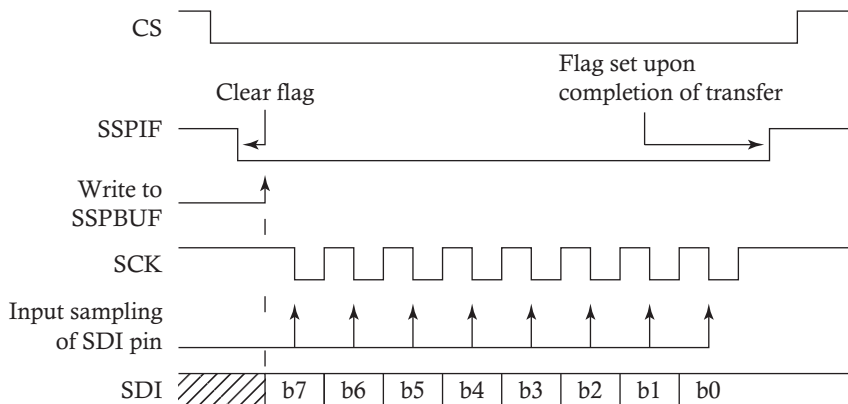 CS
Flag set upon
completion of transfer
Clear flag
SSPIF
Write to
SSPBUF
SCK
Input sampling
of SDI pin
SDI b7 b6 b5 b4 b3 b2 b1 b0